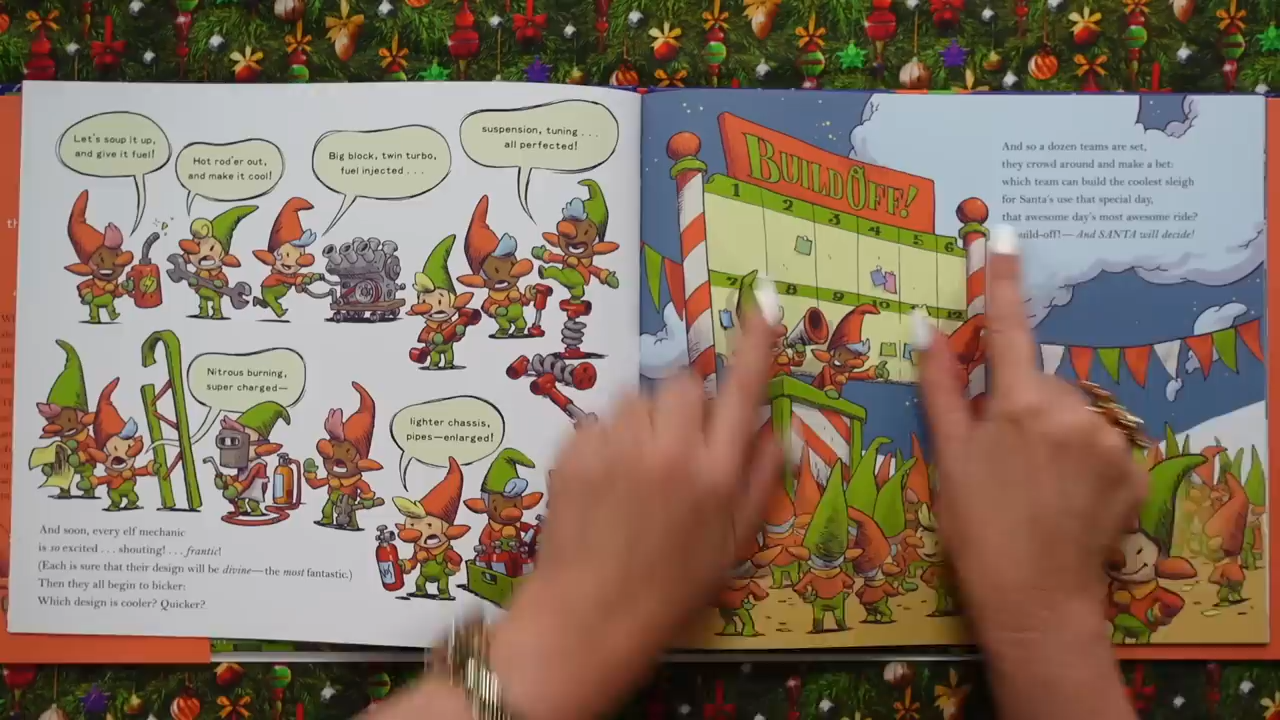 Let's soup it up,
and give it fuel!
Hot rod'er out,
and make it cool!
Big block, twin turbo,
fuel injected . . .
suspension, tuning . . .
all perfected!
Nitrous burning,
super charged—
lighter chassis,
pipes—enlarged!
And soon, every elf mechanic
is so excited . . . shouting! . . . frantic!
(Each is sure that their design will be divine—the most fantastic.)
Then they all begin to bicker:
Which design is cooler? Quicker?
BUILD OFF!
1 2 3 4 5 6
7 8 9 10 12
And so a dozen teams are set,
they crowd around and make a bet:
which team can build the coolest sleigh
for Santa's use that special day,
that awesome day's most awesome ride?
uild-off!—And SANTA will decide!